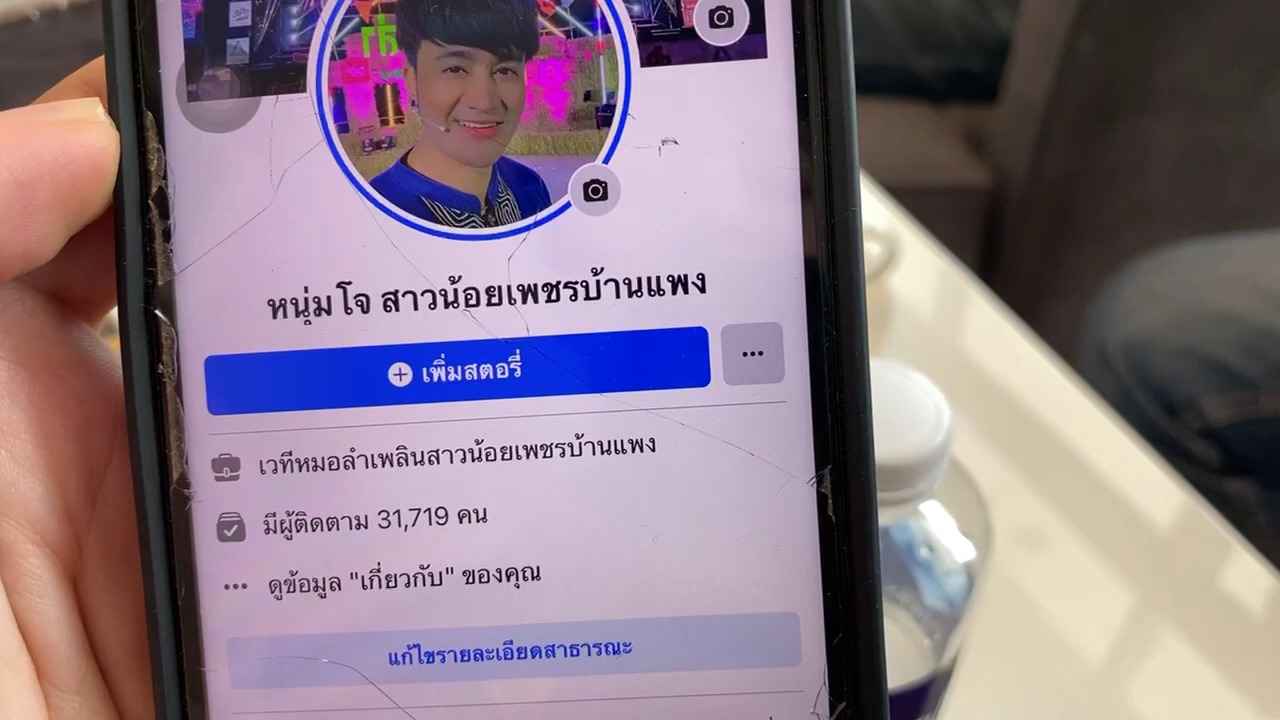 หนุ่มโจ สาวน้อยเพชรบ้านแพง
เพิ่มสตอรี่
เวทีหมอลำเพลินสาวน้อยเพชรบ้านแพง
มีผู้ติดตาม 31,719 คน
ดูข้อมูล "เกี่ยวกับ" ของคุณ
แก้ไขรายละเอียดสาธารณะ